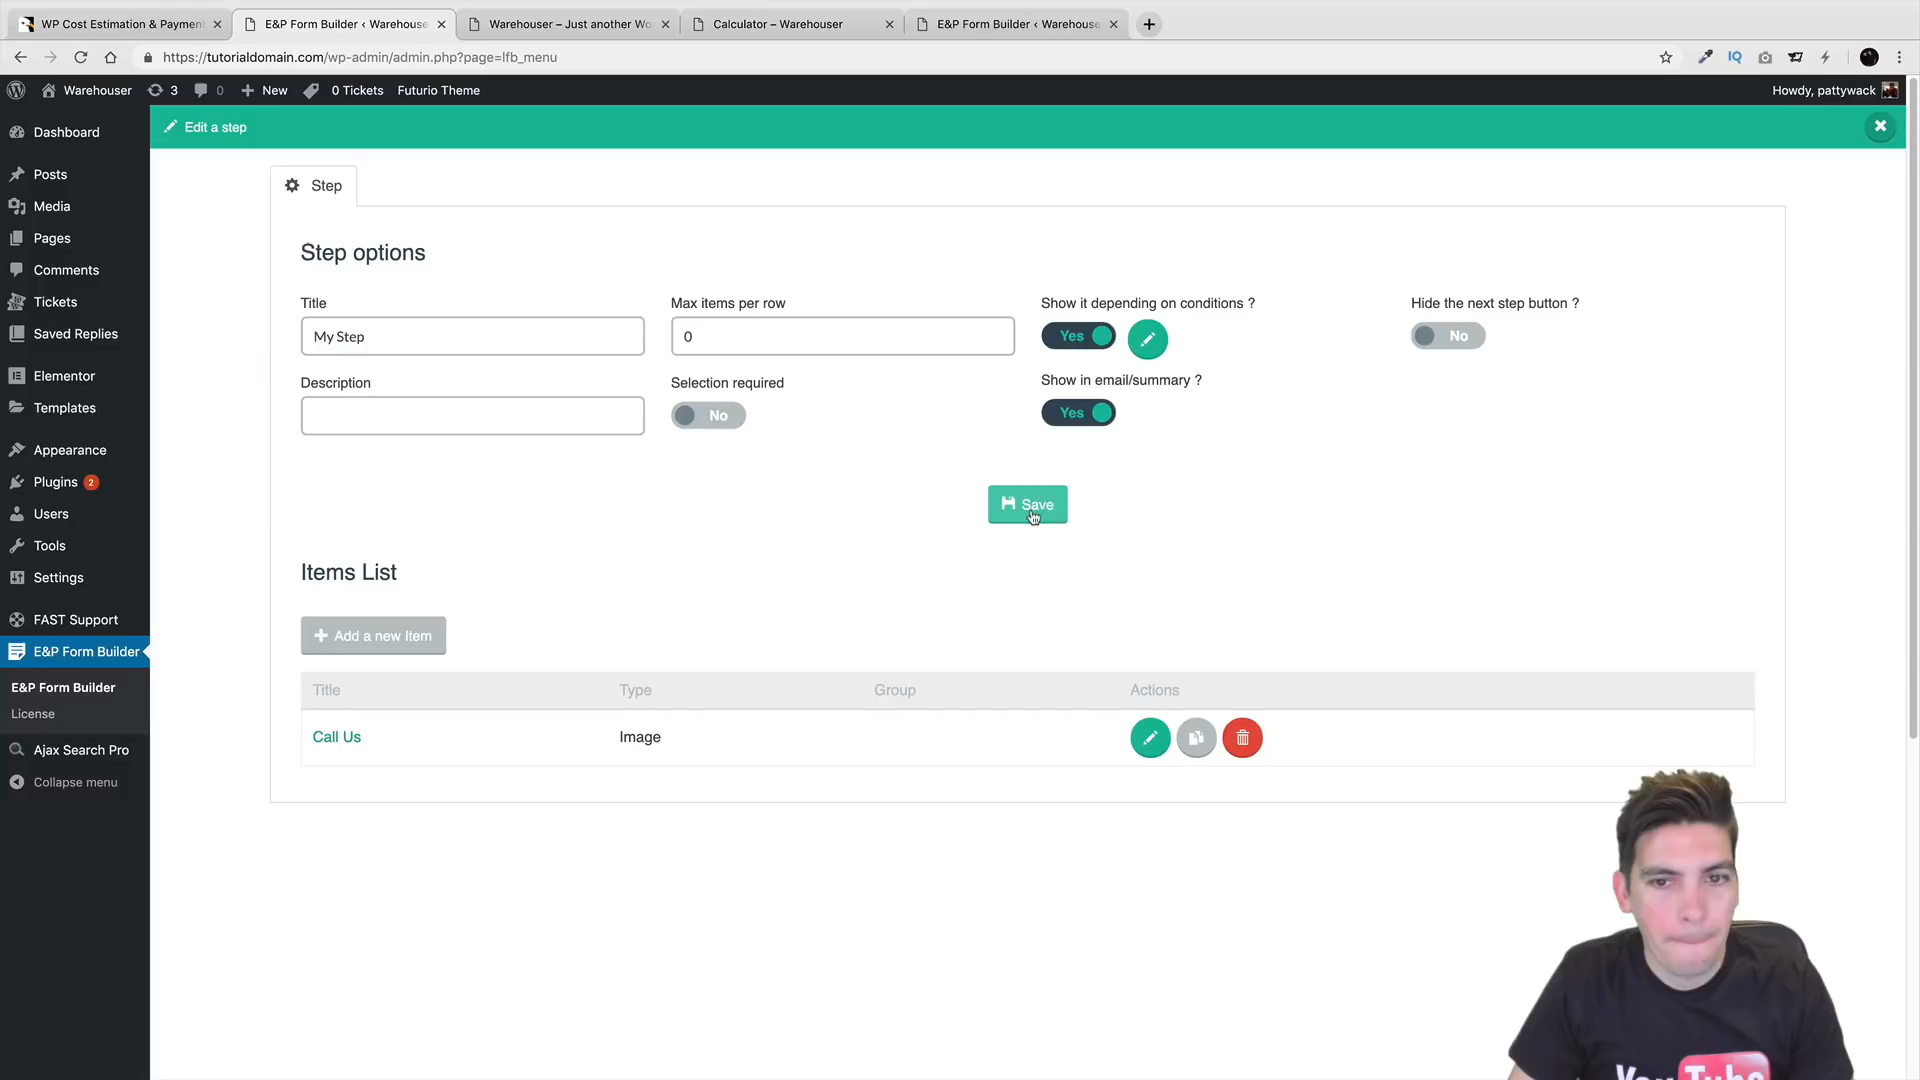 WP Cost Estimation & Payment
E&P Form Builder ‹ Warehouse
Warehouser – Just another Wo
Calculator – Warehouser
E&P Form Builder ‹ Warehouse
https://tutorialdomain.com/wp-admin/admin.php?page=lfb_menu
IQ
Warehouser
3
0
New
0 Tickets
Futurio Theme
Howdy, pattywack
Dashboard
Posts
Media
Pages
Comments
Tickets
Saved Replies
Elementor
Templates
Appearance
Plugins 2
Users
Tools
Settings
FAST Support
E&P Form Builder
E&P Form Builder
License
Ajax Search Pro
Collapse menu
Edit a step
Step
Step options
Title
Max items per row
Show it depending on conditions ?
Hide the next step button ?
My Step
0
Yes
No
Description
Selection required
Show in email/summary ?
No
Yes
Save
Items List
Add a new Item
Title Type Group Actions
Call Us Image
YouTube